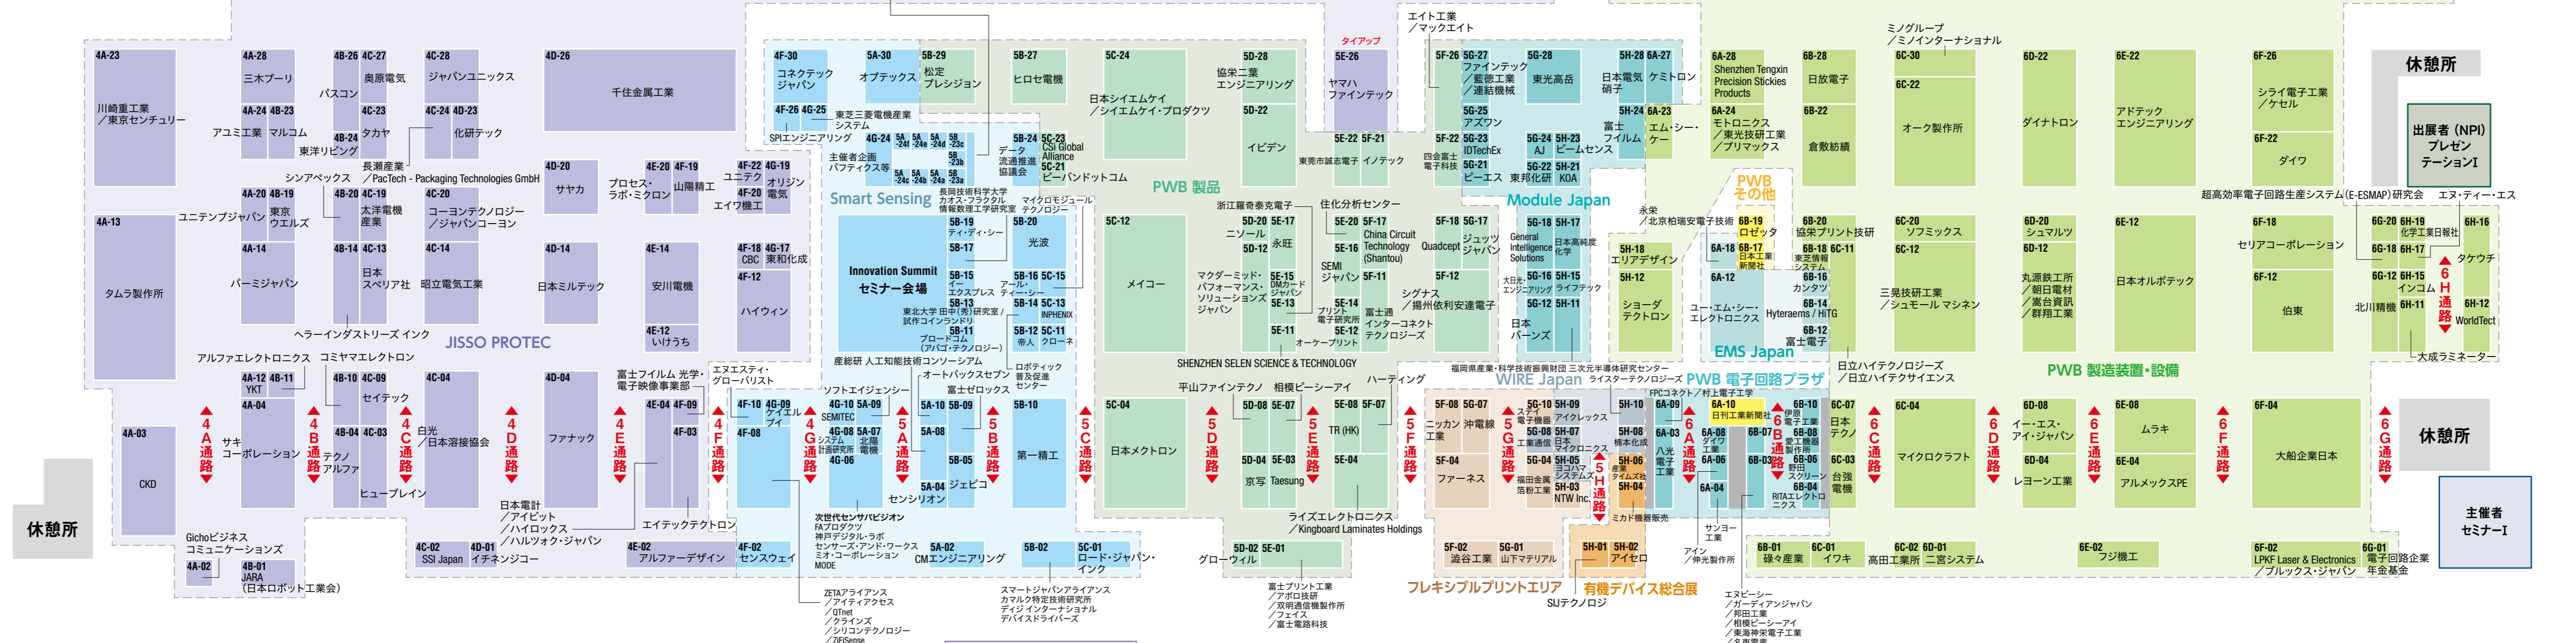 4A-23
川崎重工業
／東京センチュリー
4A-28
三木プーリ
4A-24
アユミ工業
4B-23
マルコム
4B-26
パスコン
4C-27
奥原電気
4C-23
タカヤ
4B-24
東洋リビング
4C-28
ジャパンユニックス
4C-24
長瀬産業
／PacTech - Packaging Technologies GmbH
4D-23
化研テック
4D-26
千住金属工業
4D-20
サヤカ
4E-20
プロセス・
ラボ・ミクロン
4F-19
山陽精工
4F-22
ユニテク
4F-20
エイワ機工
4G-19
オリジン
電気
4A-20
ユニテンプジャパン
4B-19
東京
ウエルズ
シンアペックス
4B-20
4C-19
太洋電機
産業
4C-20
コーヨンテクノロジー
／ジャパンコーヨン
4A-13
タムラ製作所
4A-14
パーミジャパン
4B-14
ヘラーインダストリーズ インク
4C-13
日本
スペリア社
4C-14
昭立電気工業
4D-14
日本ミルテック
4E-14
安川電機
4E-12
いけうち
4F-18
CBC
4G-17
東和化成
4F-12
ハイウィン
JISSO PROTEC
アルファエレクトロニクス
コミヤマエレクトロン
4A-12
YKT
4B-11
4B-10
4C-09
セイテック
4C-04
白光
／日本溶接協会
4D-04
ファナック
富士フイルム 光学・
電子映像事業部
4E-04
4F-09
4F-03
エイテックテクトロン
4A-04
サキ
コーポレーション
4B-04
テクノ
アルファ
4C-03
ヒューブレイン
4A-03
CKD
日本電計
／アイビット
／ハイロックス
／ハルツォク・ジャパン
4A通路
4B通路
4C通路
4D通路
4E通路
4F通路
4G通路
休憩所
Gichoビジネス
コミュニケーションズ
4A-02
4B-01
JARA
（日本ロボット工業会）
4C-02
SSI Japan
4D-01
イチネンジコー
4E-02
アルファーデザイン
4F-30
コネクテック
ジャパン
4F-26
SPIエンジニアリング
4G-25
東芝三菱電機産業
システム
5A-30
オプテックス
4G-24
主催者企画
パフティクス等
5A
-24f
5A
-24e
5A
-24d
5B
-23c
5B
-23b
5A
-24c
5A
-24b
5A
-24a
5B
-23a
5B-24
データ
流通推進
協議会
5C-23
CSi Global
Alliance
5C-21
ビーバンドットコム
Smart Sensing
長岡技術科学大学
カオス・フラクタル
情報数理工学研究室
マイクロモジュール
テクノロジー
Innovation Summit
セミナー会場
5B-19
ティ・ディ・シー
5B-17
5B-15
イー・
エクスプレス
5B-13
東北大学 田中（秀）研究室／
試作コインランドリ
5B-11
ブロードコム
（アバゴ・テクノロジー）
5B-20
光波
5B-16
アール・
ティー・シー
5C-15
5B-14
5C-13
INPHENIX
5B-12
帝人
5C-11
クローネ
ロボティック
普及促進
センター
産総研 人工知能技術コンソーシアム
オートバックスセブン
富士ゼロックス
ソフトエイジェンシー
エヌエスティ・
グローバリスト
4F-10
4G-09
ケイエル
ブイ
4F-08
4G-10
SEMITEC
5A-09
4G-08
システム
計画研究所
5A-07
北陽
電機
4G-06
5A-10
5B-09
5A-08
5B-05
ジェピコ
5A-04
センシリオン
5B-10
第一精工
次世代センサパビジオン
FAプロダクツ
神戸デジタル・ラボ
センサーズ・アンド・ワークス
ミオ・コーポレーション
MODE
4F-02
センスウェイ
ZETAアライアンス
／アイティアクセス
／QTnet
／クラインズ
／シリコンテクノロジー
／ZiFiSense
5A-02
CMエンジニアリング
5B-02
スマートジャパンアライアンス
カマルク特定技術研究所
ディジ インターナショナル
デバイスドライバーズ
5C-01
ロード・ジャパン・
インク
5A通路
5B通路
5C通路
5B-29
松定
プレシジョン
5B-27
ヒロセ電機
5C-24
日本シイエムケイ
／シイエムケイ・プロダクツ
5D-28
協栄二葉
エンジニアリング
5D-22
イビデン
タイアップ
5E-26
ヤマハ
ファインテック
5E-22
東莞市誠志電子
5F-21
イノテック
エイト工業
／マックエイト
5F-26
5F-22
四会富士
電子科技
PWB 製品
5C-12
メイコー
浙江羅奇泰克電子
5D-20
ニソール
5E-17
永旺
5D-12
マクダーミッド・
パフォーマンス・
ソリューションズ
ジャパン
5E-15
DMカード
ジャパン
5E-13
5E-11
SHENZHEN SELEN SCIENCE & TECHNOLOGY
住化分析センター
5E-20
5F-17
China Circuit
Technology
(Shantou)
5E-16
SEMI
ジャパン
5F-11
富士通
インターコネクト
テクノロジーズ
5E-14
プリント
電子研究所
5E-12
オーケープリント
5F-18
Quadcept
5G-17
ジュッツ
ジャパン
5F-12
シグナス
／揚州依利安達電子
5C-04
日本メクトロン
平山ファインテクノ
相模ピーシーアイ
ハーティング
5D-08
5E-07
5D-04
京写
5E-03
Taesung
5E-08
TR (HK)
5F-07
5E-04
ライズエレクトロニクス
／Kingboard Laminates Holdings
5D-02
グローウィル
5E-01
富士プリント工業
／アポロ技研
／双明通信機製作所
／フェイス
／富士電路科技
5D通路
5E通路
5F通路
5G-27
ファインテック
／藍徳工業
／連結機械
5G-25
アズワン
5G-23
IDTechEx
5G-21
ピーエス
5G-28
東光高岳
5G-24
AJ
5H-23
ビームセンス
5G-22
東邦化研
5H-21
KOA
5H-28
日本電気
硝子
6A-27
ケミトロン
5H-24
富士
フイルム
6A-23
エム・シー・
ケー
Module Japan
5G-18
General
Intelligence
Solutions
5H-17
日本高純度
化学
5G-16
大日光・
エンジニアリング
5H-15
ライフテック
5G-12
日本
バーンズ
5H-11
福岡県産業・科学技術振興財団 三次元半導体研究センター
WIRE Japan
ライスターテクノロジーズ
5F-08
ニッカン
工業
5G-07
沖電線
5F-04
ファーネス
5G-10
ステイ
電子機器
5H-09
アイクレックス
5G-08
工業通信
5H-07
日本
マイクロニクス
5G-04
福田金属
箔粉工業
5H-05
ヨコハマ
システムズ
5H-03
NTW Inc.
5H-10
5H-08
楠本化成
5H-06
産業
タイムズ社
5H-04
ミカド機器販売
5G通路
5H通路
5F-02
澁谷工業
5G-01
山下マテリアル
フレキシブルプリントエリア
5H-01
SIJテクノロジ
5H-02
アイセロ
有機デバイス総合展
永栄
／北京柏瑞安電子技術
5H-18
エリアデザイン
5H-12
ショーダ
テクトロン
PWB
その他
6B-19
ロゼッタ
6B-17
日本工業
新聞社
6A-18
6A-12
ユー・エム・シー・
エレクトロニクス
6B-20
協栄プリント技研
6B-18
東芝情報
システム
6C-11
6B-16
カンタツ
6B-14
Hyteraems / HiTG
6B-12
富士電子
EMS Japan
日立ハイテクノロジーズ
／日立ハイテクサイエンス
PWB 電子回路プラザ
FPCコネクト／村上電子工学
6A-09
6A-03
八光
電子
工業
6A-10
日刊工業新聞社
6A-08
ダイワ
工業
6A-06
6A-04
サンヨー
工業
アイン
／伸光製作所
6B-07
6B-03
6B-10
伊原
電子工業
6B-08
愛工機器
製作所
6B-06
野田
スクリーン
6B-04
RITAエレクトロ
ニクス
エヌピーシー
／ガーディアンジャパン
／邦田工業
／相模ピーシーアイ
／東海神栄電子工業
／名東電産
6A通路
6B通路
6A-28
Shenzhen Tengxin
Precision Stickies
Products
6A-24
モトロニクス
／東光技研工業
／プリマックス
6B-28
日放電子
6B-22
倉敷紡績
ミノグループ
／ミノインターナショナル
6C-30
6C-22
オーク製作所
6D-22
ダイナトロン
6E-22
アドテック
エンジニアリング
6F-26
シライ電子工業
／ケセル
6F-22
ダイワ
6C-20
ソフミックス
6C-12
三晃技研工業
／シュモール マシネン
6D-20
シュマルツ
6D-12
丸源鉄工所
／朝日電材
／嵩台資訊
／群翔工業
6E-12
日本オルボテック
6F-18
セリアコーポレーション
6F-12
伯東
PWB 製造装置・設備
6C-07
日本
テクノ
6C-03
台強
電機
6C-04
マイクロクラフト
6D-08
イー・エス・
アイ・ジャパン
6D-04
レヨーン工業
6E-08
ムラキ
6E-04
アルメックスPE
6F-04
大船企業日本
6C通路
6D通路
6E通路
6F通路
6G通路
6H通路
6B-01
碌々産業
6C-01
イワキ
6C-02
高田工業所
6D-01
二宮システム
6E-02
フジ機工
6F-02
LPKF Laser & Electronics
／ブルックス・ジャパン
6G-01
電子回路企業
年金基金
休憩所
出展者（NPI）
プレゼン
テーションI
超高効率電子回路生産システム（E-ESMAP）研究会
エヌ・ティー・エス
6G-20
6H-19
化学工業日報社
6H-16
タケウチ
6G-18
6H-17
6G-12
北川精機
6H-15
インコム
6H-11
大成ラミネーター
6H-12
WorldTect
休憩所
主催者
セミナーI